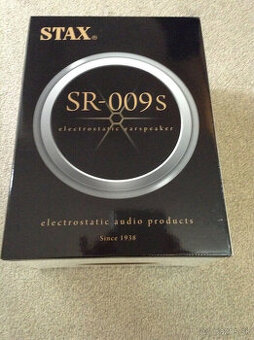 STAX®
SR-009s
electrostatic earspeaker
electrostatic audio products
Since 1938